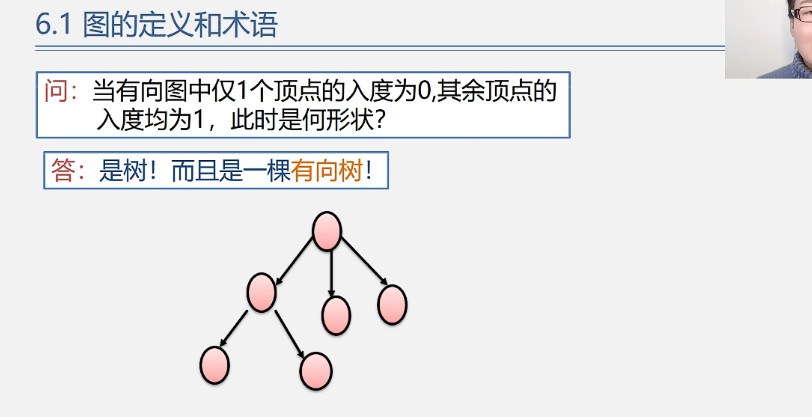 6.1 图的定义和术语
问：当有向图中仅1个顶点的入度为0,其余顶点的
入度均为1，此时是何形状？
答：是树！而且是一棵有向树！